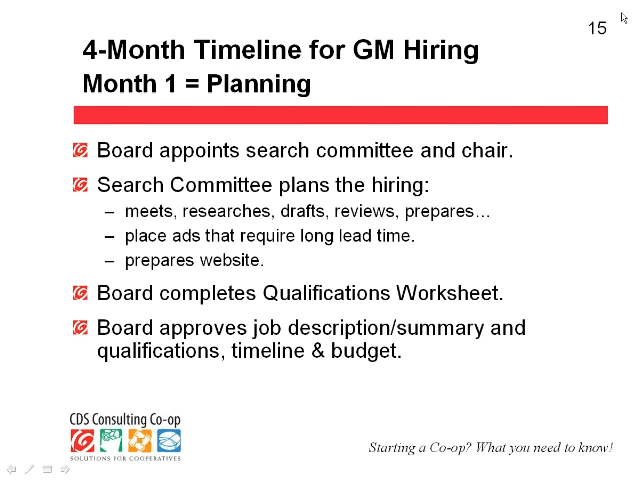 15
4-Month Timeline for GM Hiring
Month 1 = Planning
Board appoints search committee and chair.
Search Committee plans the hiring:
– meets, researches, drafts, reviews, prepares…
– place ads that require long lead time.
– prepares website.
Board completes Qualifications Worksheet.
Board approves job description/summary and
qualifications, timeline & budget.
CDS Consulting Co-op
SOLUTIONS FOR COOPERATIVES
Starting a Co-op? What you need to know!